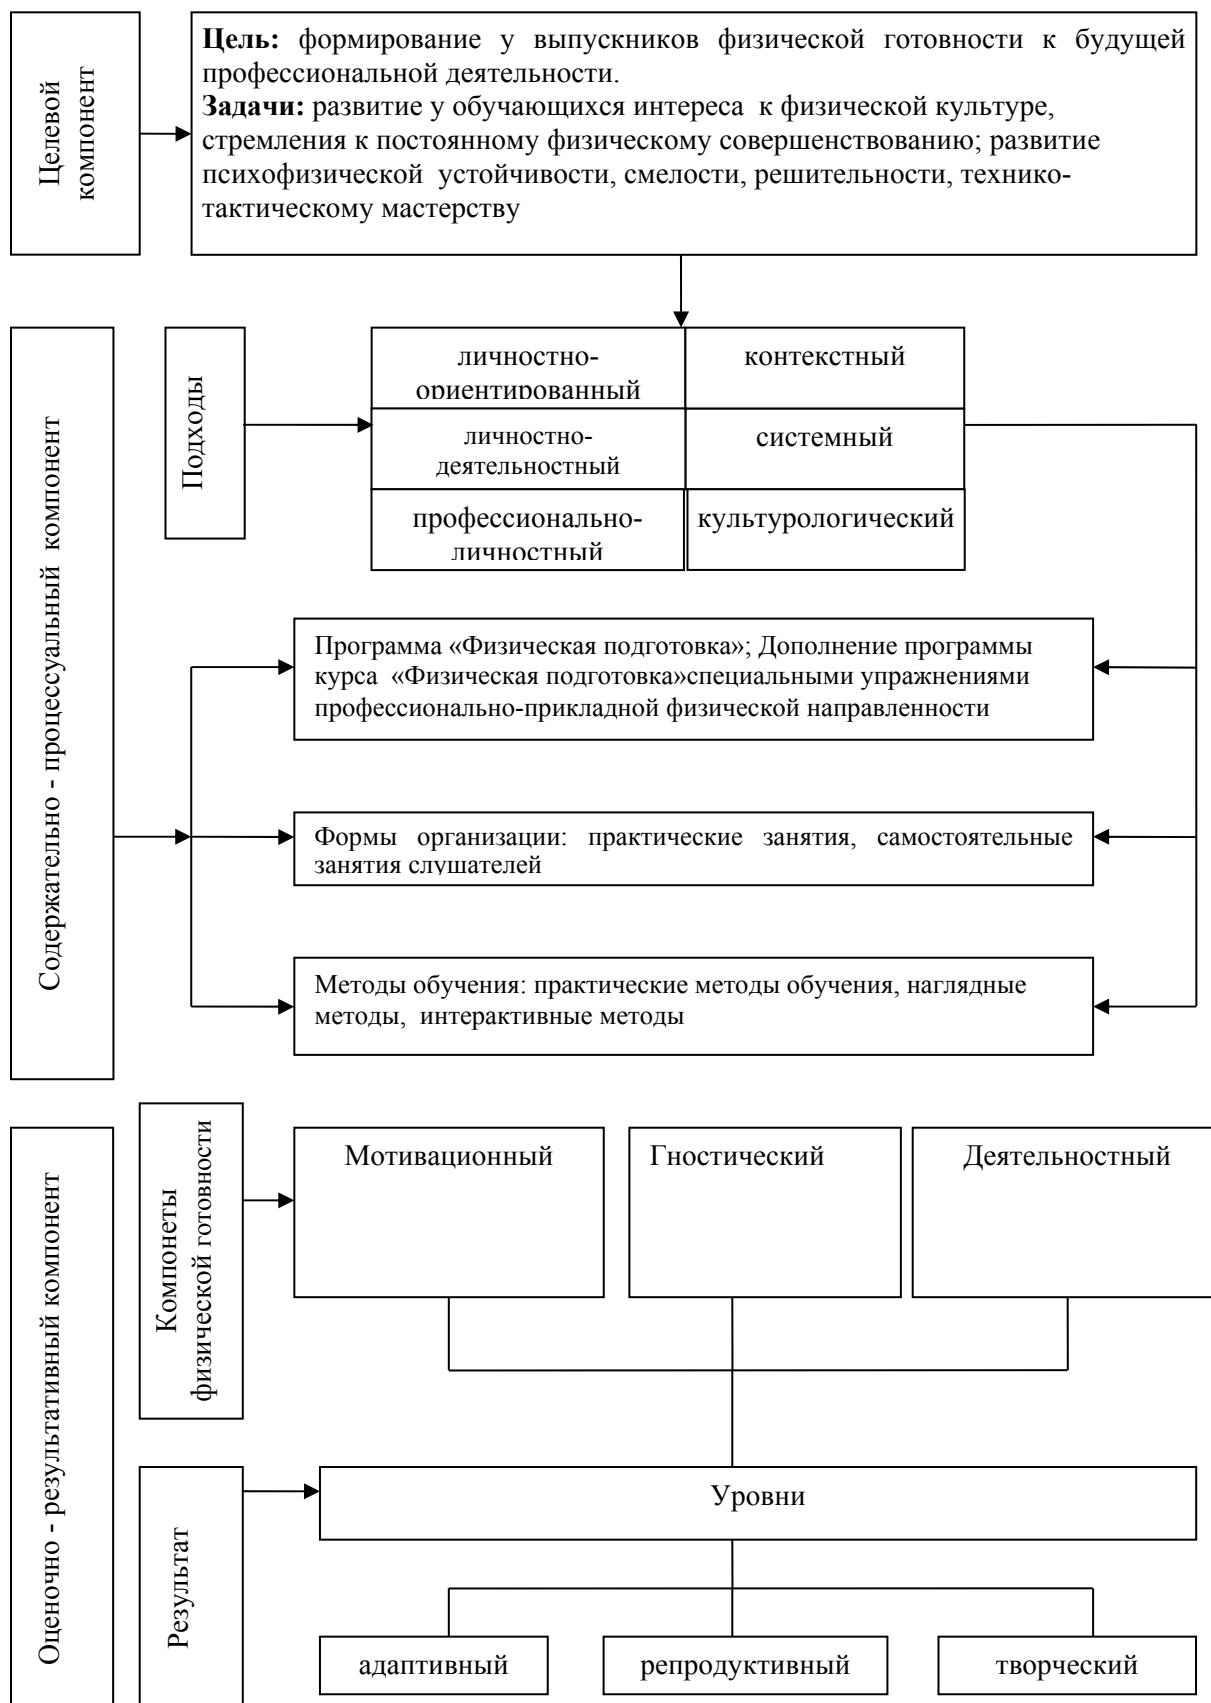 Целевой
компонент
Цель: формирование у выпускников физической готовности к будущей
профессиональной деятельности.
Задачи: развитие у обучающихся интереса к физической культуре,
стремления к постоянному физическому совершенствованию; развитие
психофизической устойчивости, смелости, решительности, технико-
тактическому мастерству
Содержательно - процессуальный компонент
Подходы
личностно-
ориентированный
контекстный
личностно-
деятельностный
системный
профессионально-
личностный
культурологический
Программа «Физическая подготовка»; Дополнение программы
курса «Физическая подготовка»специальными упражнениями
профессионально-прикладной физической направленности
Формы организации: практические занятия, самостоятельные
занятия слушателей
Методы обучения: практические методы обучения, наглядные
методы, интерактивные методы
Оценочно - результативный компонент
Компонеты
физической готовности
Мотивационный
Гностический
Деятельностный
Результат
Уровни
адаптивный
репродуктивный
творческий